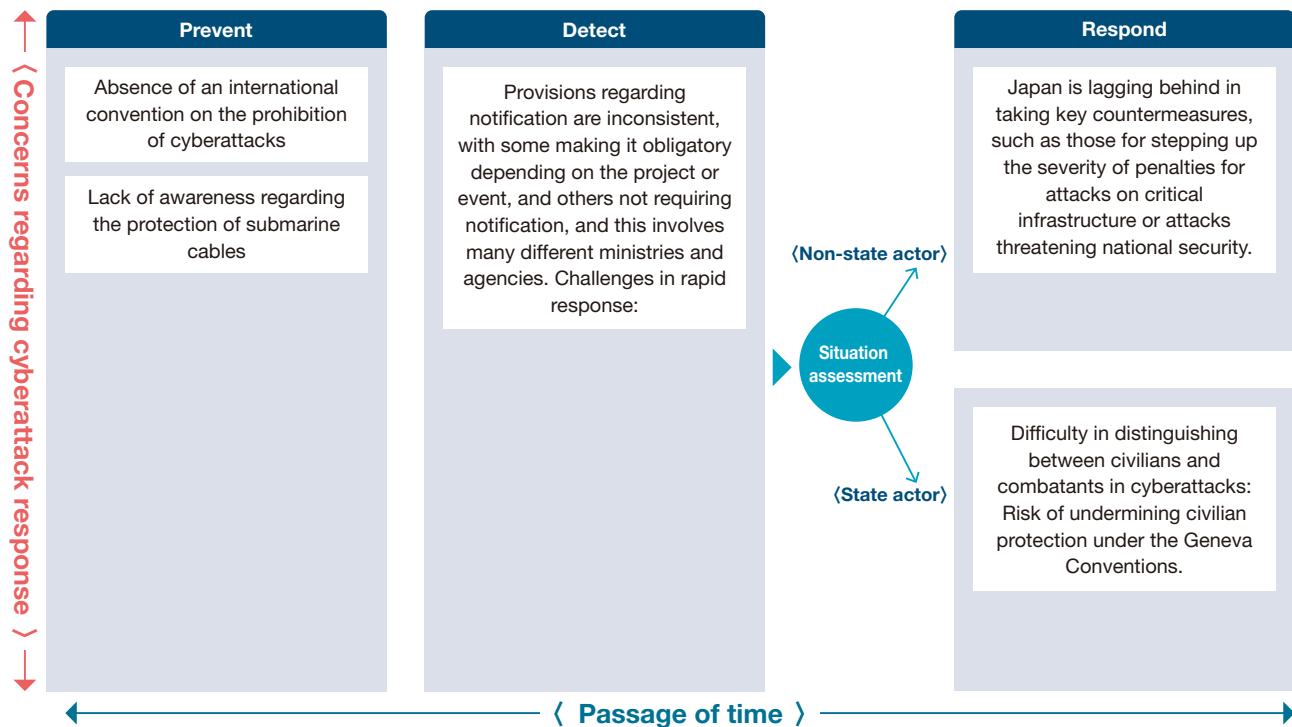 〈 Concerns regarding cyberattack response 〉
Prevent
Absence of an international
convention on the prohibition
of cyberattacks
Lack of awareness regarding
the protection of submarine
cables
Detect
Provisions regarding
notification are inconsistent,
with some making it obligatory
depending on the project or
event, and others not requiring
notification, and this involves
many different ministries and
agencies. Challenges in rapid
response:
Situation
assessment
〈Non-state actor〉
〈State actor〉
Respond
Japan is lagging behind in
taking key countermeasures,
such as those for stepping up
the severity of penalties for
attacks on critical
infrastructure or attacks
threatening national security.
Difficulty in distinguishing
between civilians and
combatants in cyberattacks:
Risk of undermining civilian
protection under the Geneva
Conventions.
〈 Passage of time 〉